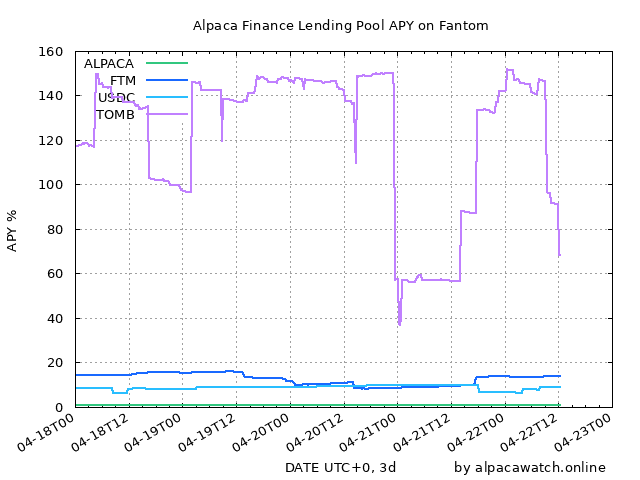 Alpaca Finance Lending Pool APY on Fantom
160
140
120
100
80
60
40
20
0
APY %
ALPACA
FTM
USDC
TOMB
04-18T00
04-18T12
04-19T00
04-19T12
04-20T00
04-20T12
04-21T00
04-21T12
04-22T00
04-22T12
04-23T00
DATE UTC+0, 3d
by alpacawatch.online